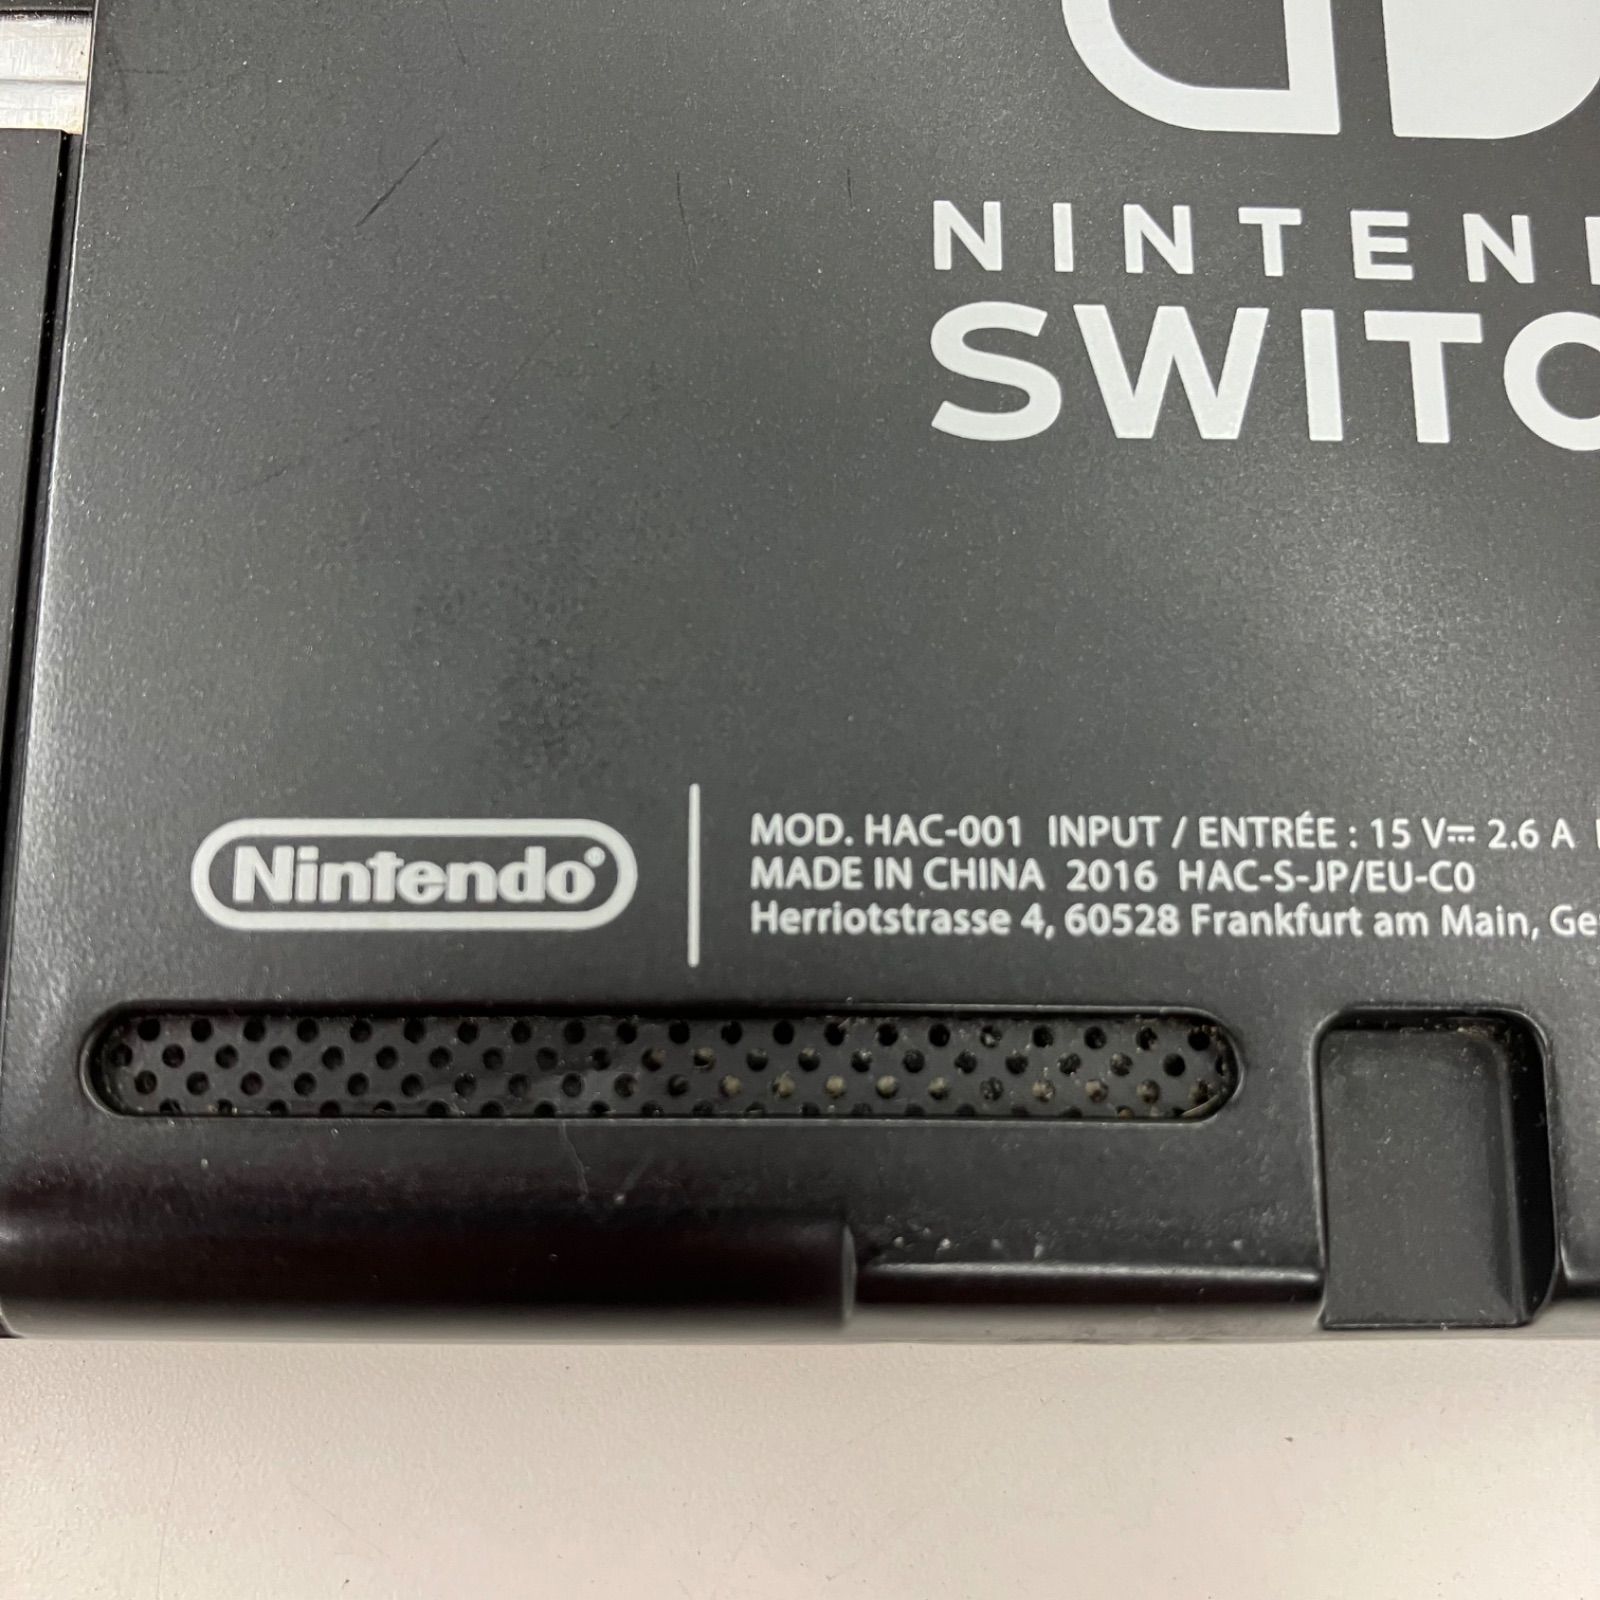 NINTEN
SWITC
Nintendo®
MOD. HAC-001 INPUT / ENTRÉE : 15 V⎓ 2.6 A
MADE IN CHINA 2016 HAC-S-JP/EU-C0
Herriotstrasse 4, 60528 Frankfurt am Main, Ge